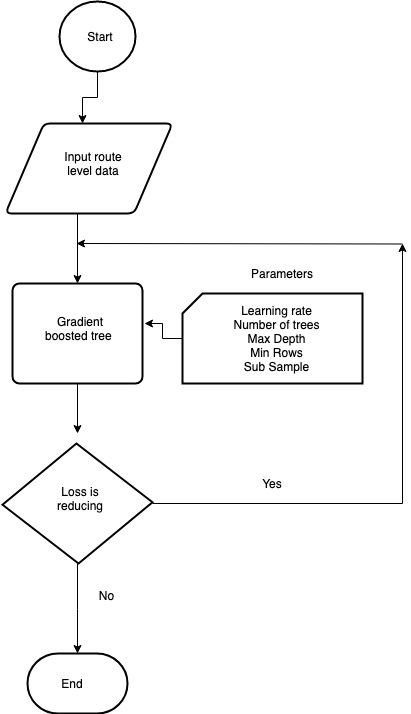 Start
Input route
level data
Parameters
Learning rate
Number of trees
Max Depth
Min Rows
Sub Sample
Gradient
boosted tree
Loss is
reducing
Yes
No
End